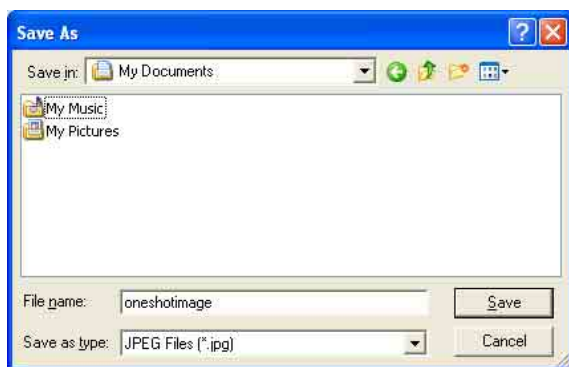 Save As
Save in: My Documents
My Music
My Pictures
File name: oneshotimage Save
Save as type: JPEG Files (*.jpg) Cancel